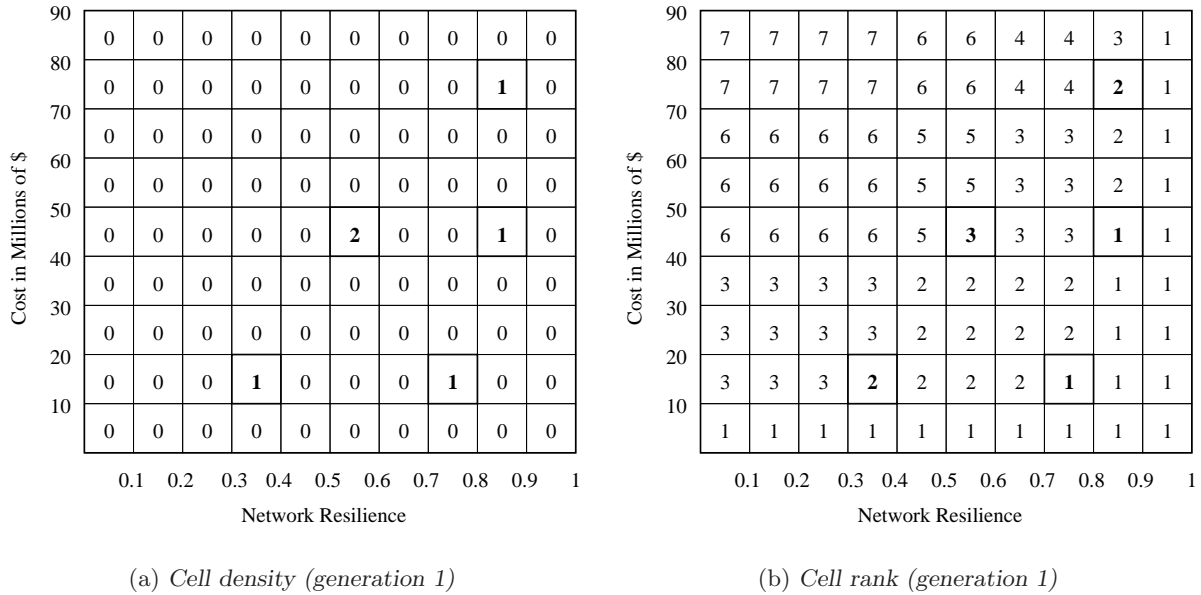 90
0 0 0 0 0 0 0 0 0 0
80
0 0 0 0 0 0 0 0 1 0
70
0 0 0 0 0 0 0 0 0 0
60
0 0 0 0 0 0 0 0 0 0
50
0 0 0 0 0 2 0 0 1 0
40
0 0 0 0 0 0 0 0 0 0
30
0 0 0 0 0 0 0 0 0 0
20
0 0 0 1 0 0 0 1 0 0
10
0 0 0 0 0 0 0 0 0 0
0.1 0.2 0.3 0.4 0.5 0.6 0.7 0.8 0.9 1
Cost in Millions of $
Network Resilience
(a) Cell density (generation 1)
90
7 7 7 7 6 6 4 4 3 1
80
7 7 7 7 6 6 4 4 2 1
70
6 6 6 6 5 5 3 3 2 1
60
6 6 6 6 5 5 3 3 2 1
50
6 6 6 6 5 3 3 3 1 1
40
3 3 3 3 2 2 2 2 1 1
30
3 3 3 3 2 2 2 2 1 1
20
3 3 3 2 2 2 2 1 1 1
10
1 1 1 1 1 1 1 1 1 1
0.1 0.2 0.3 0.4 0.5 0.6 0.7 0.8 0.9 1
Cost in Millions of $
Network Resilience
(b) Cell rank (generation 1)